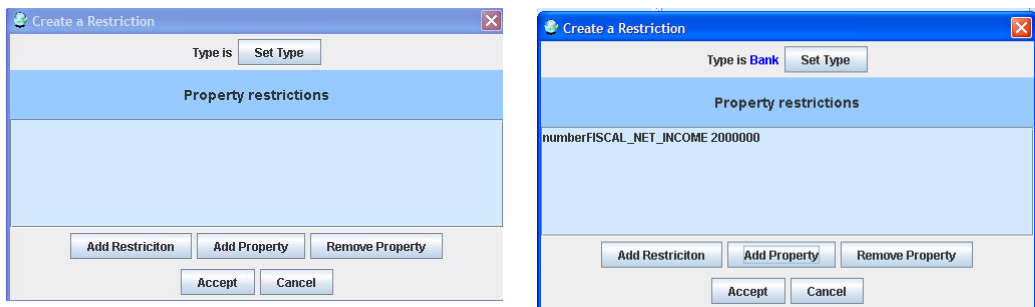 Create a Restriction
Type is Set Type
Property restrictions
Add Restriciton Add Property Remove Property
Accept Cancel
Create a Restriction
Type is Bank Set Type
Property restrictions
numberFISCAL_NET_INCOME 2000000
Add Restriciton Add Property Remove Property
Accept Cancel